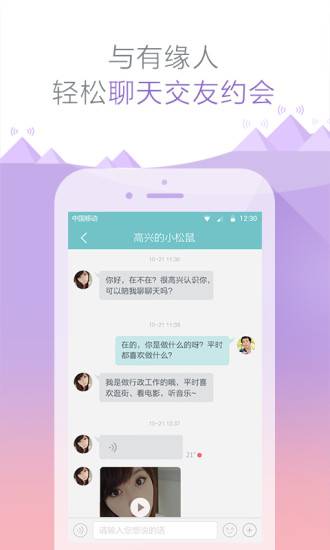 与有缘人
轻松聊天交友约会
中国移动
12:30
高兴的小松鼠
10-21 11:36
你好，在不在？很高兴认识你，
可以陪我聊聊天吗？
10-21 11:38
在的，你是做什么的呀？平时
都喜欢做什么？
我是做行政工作的哦，平时喜
欢逛街、看电影，听音乐~
10-21 13:37
21"
请输入您想说的话